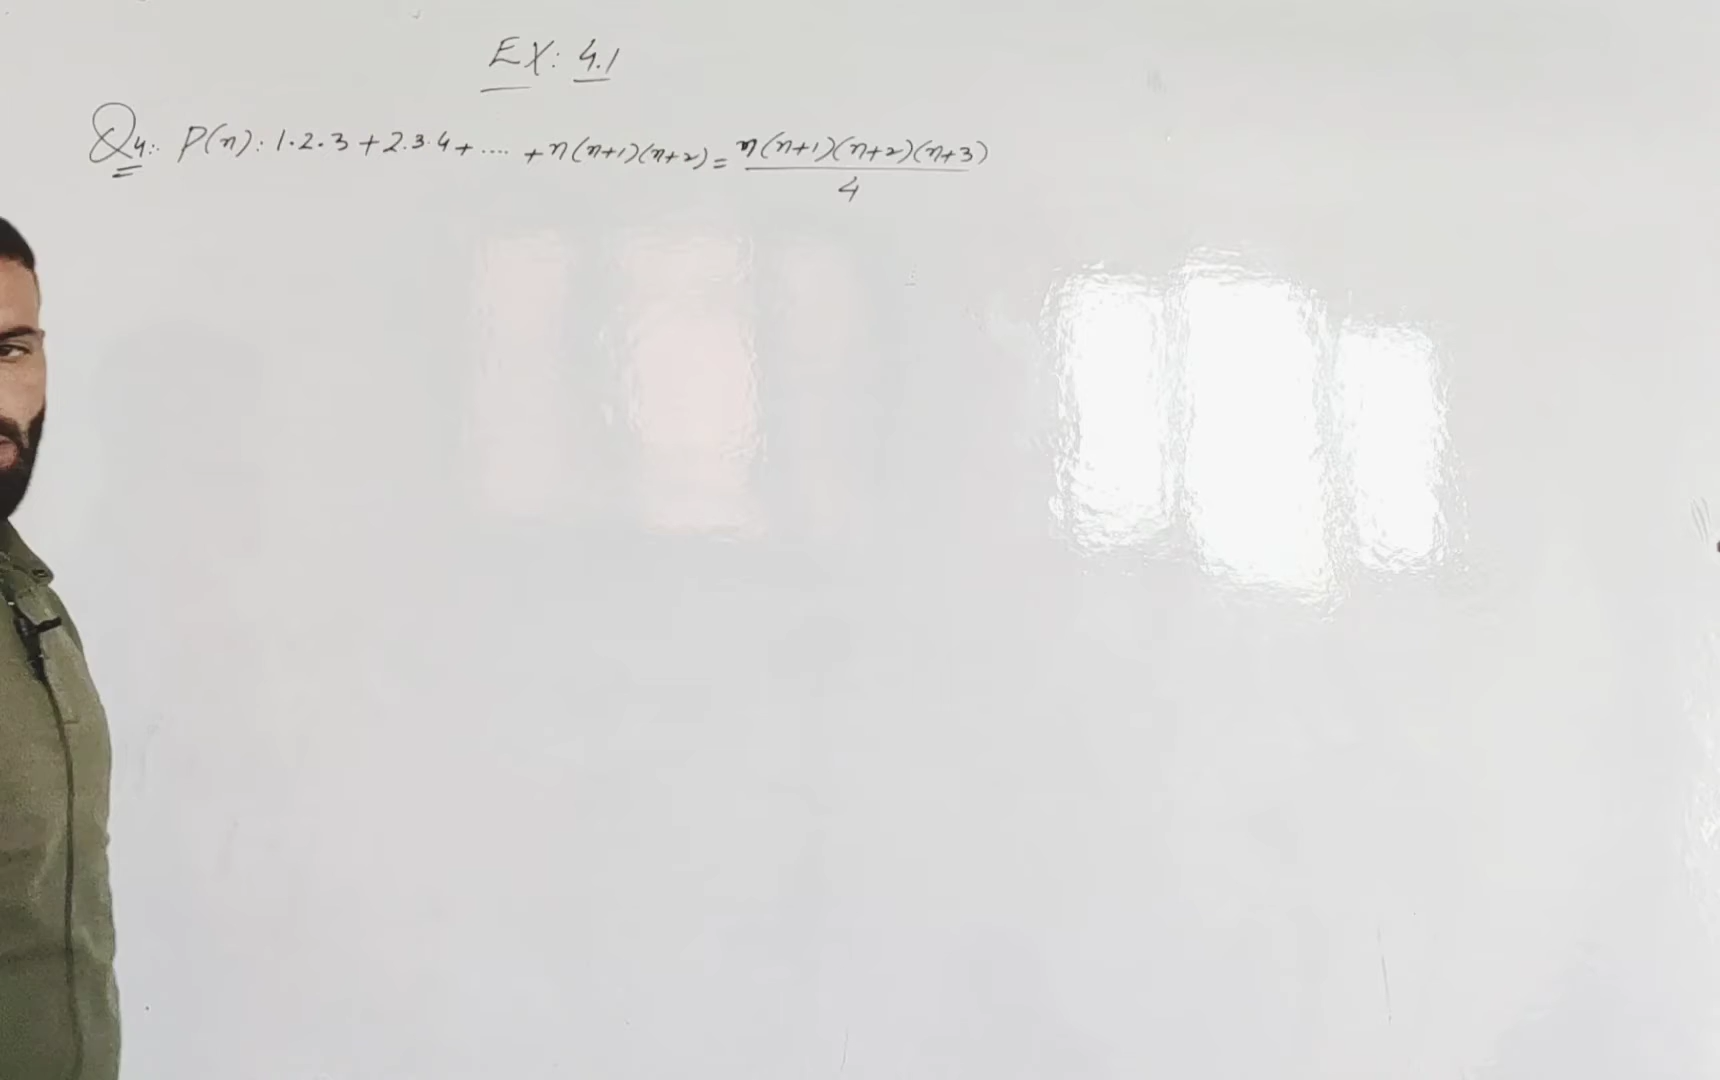 EX: 4.1
Q4:. P(n): 1.2.3 + 2.3.4 + .... + n(n+1)(n+2) = n(n+1)(n+2)(n+3)
4